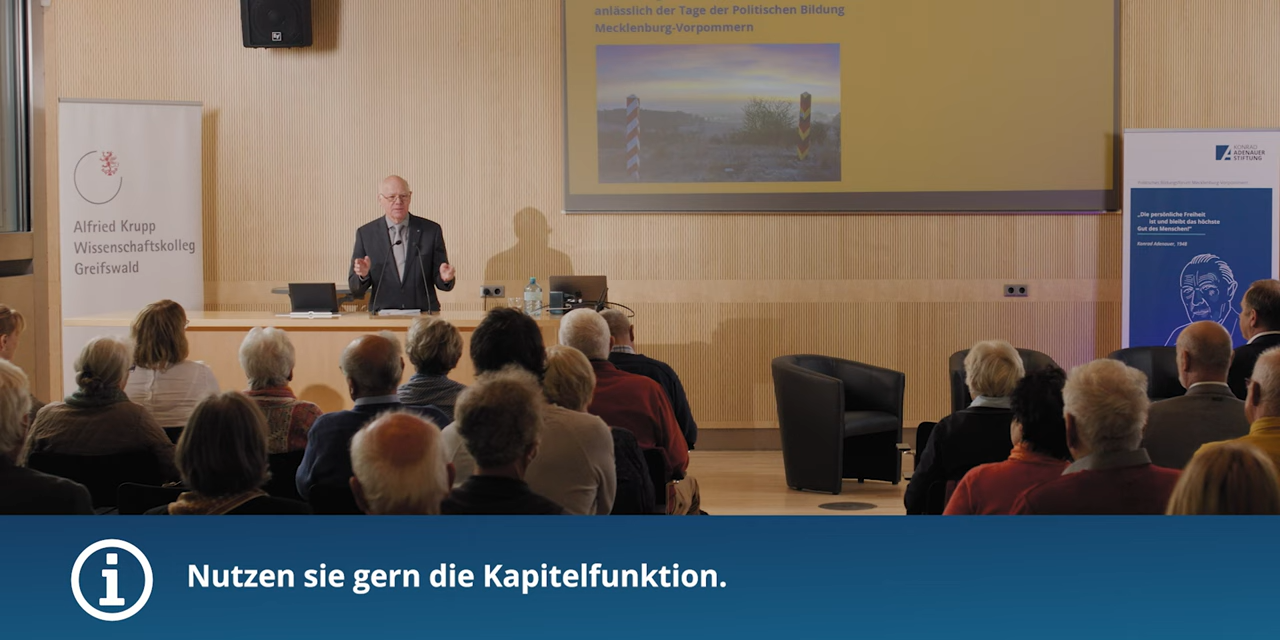 anlässlich der Tage der Politischen Bildung
Mecklenburg-Vorpommern
Alfried Krupp
Wissenschaftskolleg
Greifswald
KONRAD
ADENAUER
STIFTUNG
„Die persönliche Freiheit
ist und bleibt das höchste
Gut des Menschen!“
Konrad Adenauer, 1948
Nutzen sie gern die Kapitelfunktion.